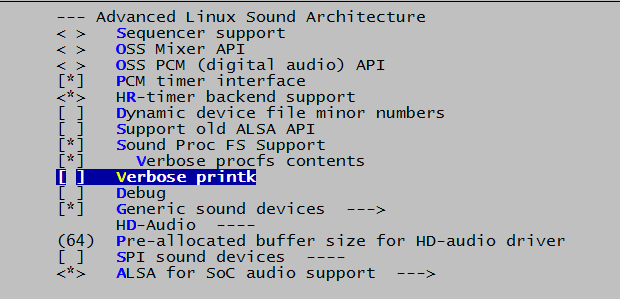 --- Advanced Linux Sound Architecture
< > Sequencer support
< > OSS Mixer API
< > OSS PCM (digital audio) API
[*] PCM timer interface
<*> HR-timer backend support
[ ] Dynamic device file minor numbers
[ ] Support old ALSA API
[*] Sound Proc FS Support
[*] Verbose procfs contents
[ ] Verbose printk
[ ] Debug
[*] Generic sound devices --->
HD-Audio ----
(64) Pre-allocated buffer size for HD-audio driver
[ ] SPI sound devices ----
<*> ALSA for SoC audio support --->